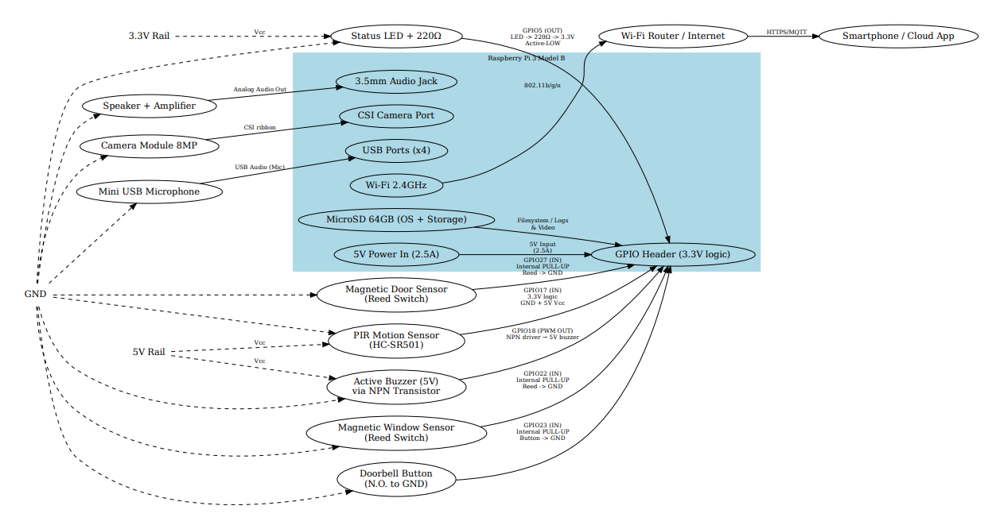 3.3V Rail
Vcc
Status LED + 220Ω
GPIO5 (OUT)
LED -> 220Ω -> 3.3V
Active-LOW
Wi-Fi Router / Internet
HTTPS/MQTT
Smartphone / Cloud App
Raspberry Pi 3 Model B
Speaker + Amplifier
Analog Audio Out
3.5mm Audio Jack
802.11b/g/n
Camera Module 8MP
CSI ribbon
CSI Camera Port
Mini USB Microphone
USB Audio (Mic)
USB Ports (x4)
Wi-Fi 2.4GHz
MicroSD 64GB (OS + Storage)
Filesystem / Logs
& Video
5V Power In (2.5A)
5V Input
(2.5A)
GPIO Header (3.3V logic)
GND
Magnetic Door Sensor
(Reed Switch)
GPIO27 (IN)
Internal PULL-UP
Reed -> GND
5V Rail
Vcc
Vcc
PIR Motion Sensor
(HC-SR501)
GPIO17 (IN)
3.3V logic
GND + 5V Vcc
Active Buzzer (5V)
via NPN Transistor
GPIO18 (PWM OUT)
NPN driver → 5V buzzer
Magnetic Window Sensor
(Reed Switch)
GPIO22 (IN)
Internal PULL-UP
Reed -> GND
Doorbell Button
(N.O. to GND)
GPIO23 (IN)
Internal PULL-UP
Button -> GND